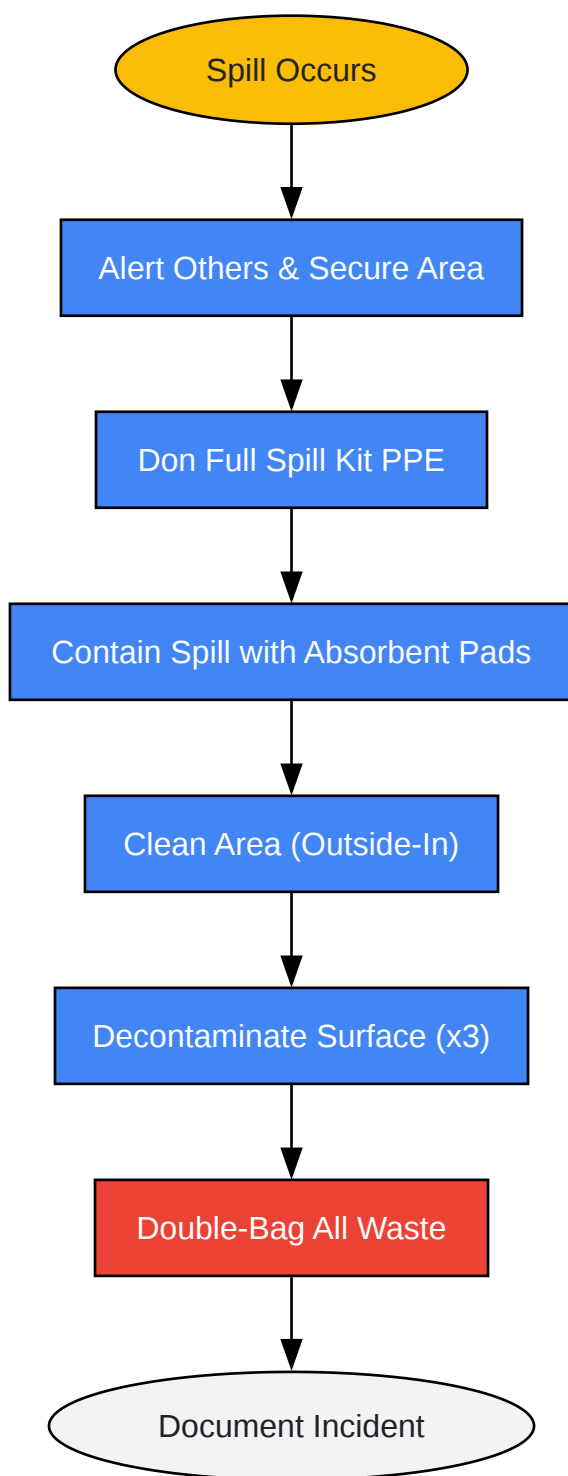 Spill Occurs
Alert Others & Secure Area
Don Full Spill Kit PPE
Contain Spill with Absorbent Pads
Clean Area (Outside-In)
Decontaminate Surface (x3)
Double-Bag All Waste
Document Incident